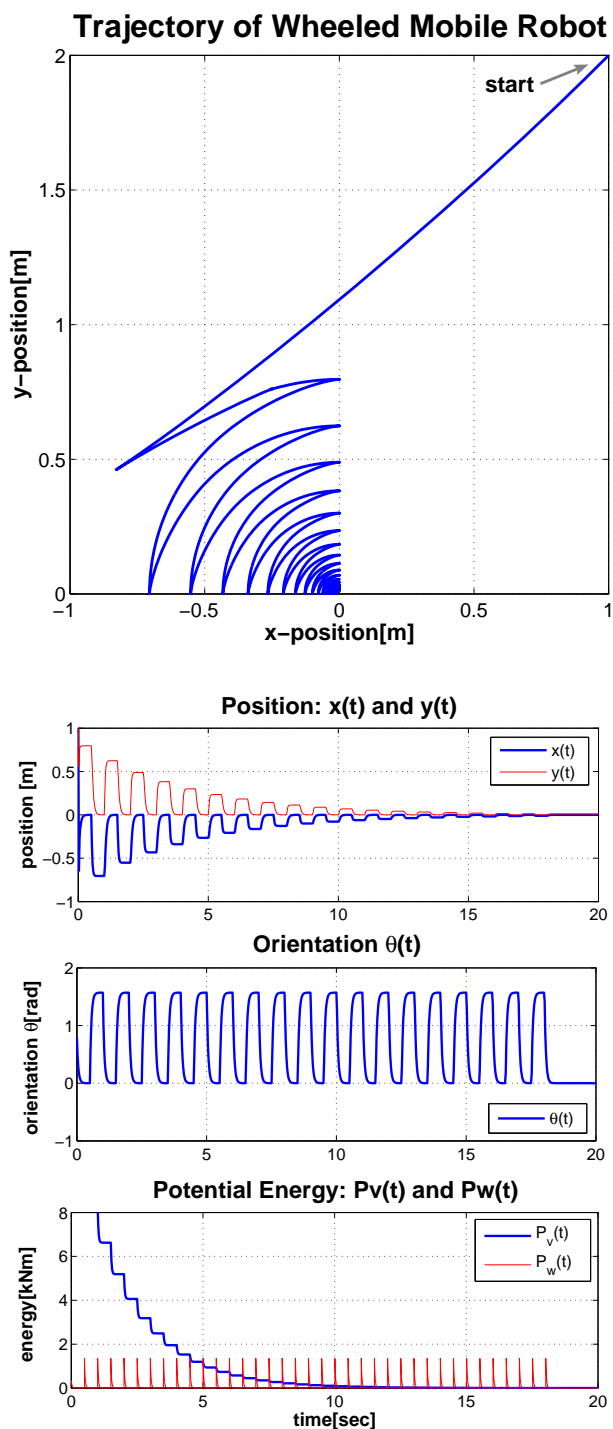 Trajectory of Wheeled Mobile Robot
2
start
1.5
y−position[m]
1
0.5
0
−1
−0.5
0
0.5
1
x−position[m]
Position: x(t) and y(t)
1
x(t)
0.5
y(t)
position [m]
0
−0.5
−1
0
5
10
15
20
Orientation θ(t)
2
orientation θ[rad]
1
0
θ(t)
−1
0
5
10
15
20
Potential Energy: Pv(t) and Pw(t)
8
P_v(t)
6
P_w(t)
energy[kNm]
4
2
0
0
5
10
15
20
time[sec]